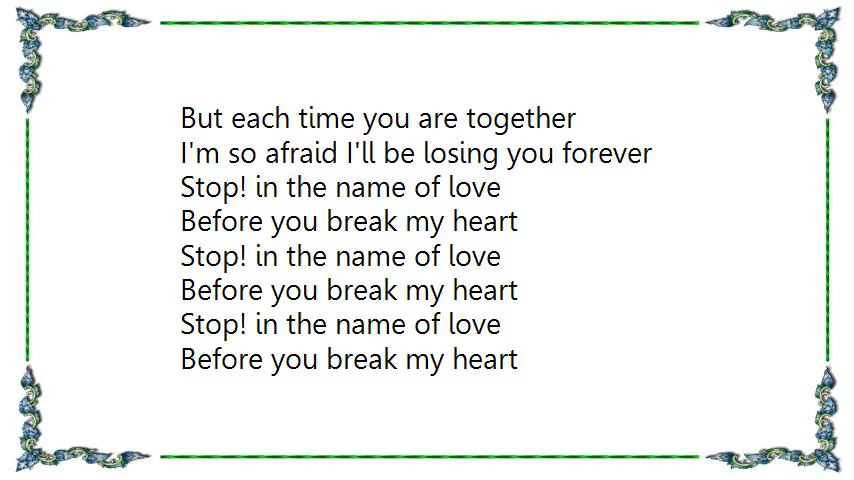 But each time you are together
I'm so afraid I'll be losing you forever
Stop! in the name of love
Before you break my heart
Stop! in the name of love
Before you break my heart
Stop! in the name of love
Before you break my heart